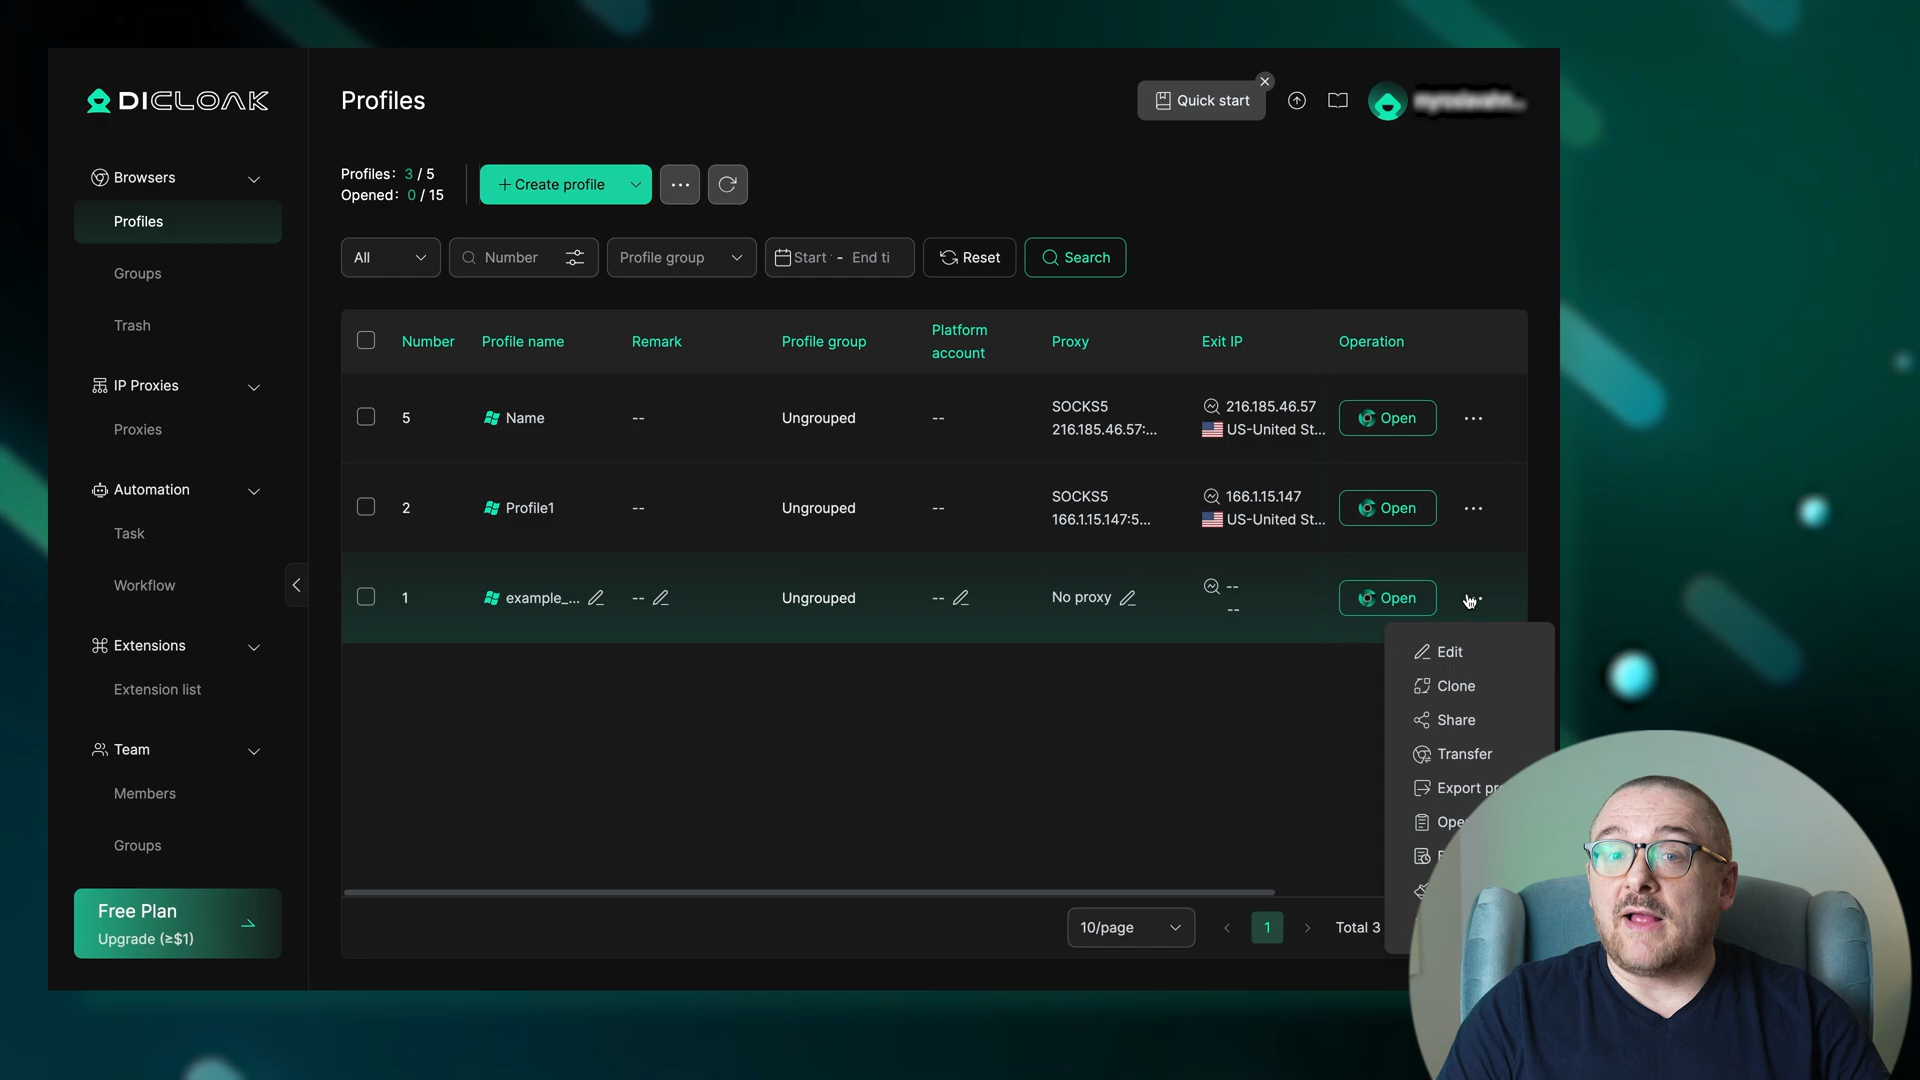 DICLOAK
Profiles
Quick start
Browsers
Profiles
Groups
Trash
IP Proxies
Proxies
Automation
Task
Workflow
Extensions
Extension list
Team
Members
Groups
Free Plan
Upgrade (≥$1)
Profiles: 3 / 5
Opened: 0 / 15
Create profile
All
Number
Profile group
Start - End ti
Reset
Search
Number Profile name Remark Profile group Platform account Proxy Exit IP Operation
5 Name -- Ungrouped -- SOCKS5 216.185.46.57 Open
216.185.46.57:... US-United St...
2 Profile1 -- Ungrouped -- SOCKS5 166.1.15.147 Open
166.1.15.147:5... US-United St...
1 example_... -- Ungrouped -- No proxy -- Open
--
Edit
Clone
Share
Transfer
Export
10/page
1
Total 3